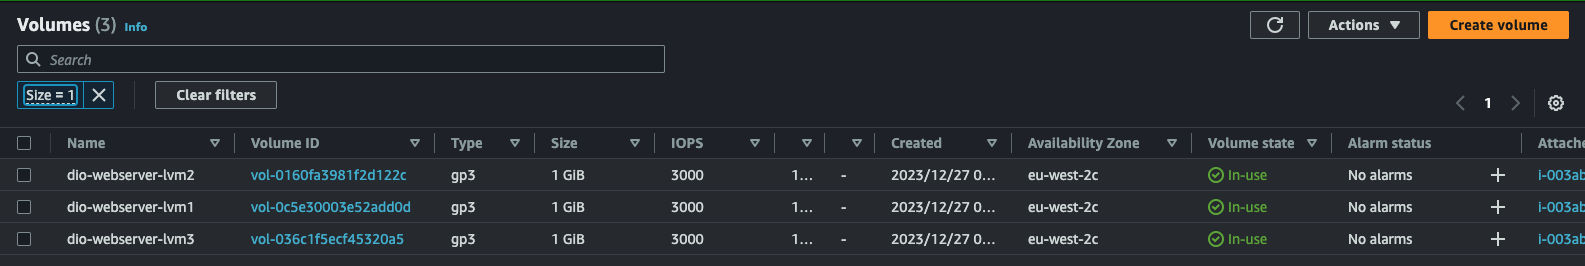 Volumes (3) Info
Actions
Create volume
Search
Size = 1
Clear filters
1
Name Volume ID Type Size IOPS Created Availability Zone Volume state Alarm status Attache
dio-webserver-lvm2 vol-0160fa3981f2d122c gp3 1 GiB 3000 1... - 2023/12/27 0... eu-west-2c In-use No alarms + i-003ab
dio-webserver-lvm1 vol-0c5e30003e52add0d gp3 1 GiB 3000 1... - 2023/12/27 0... eu-west-2c In-use No alarms + i-003ab
dio-webserver-lvm3 vol-036c1f5ecf45320a5 gp3 1 GiB 3000 1... - 2023/12/27 0... eu-west-2c In-use No alarms + i-003ab